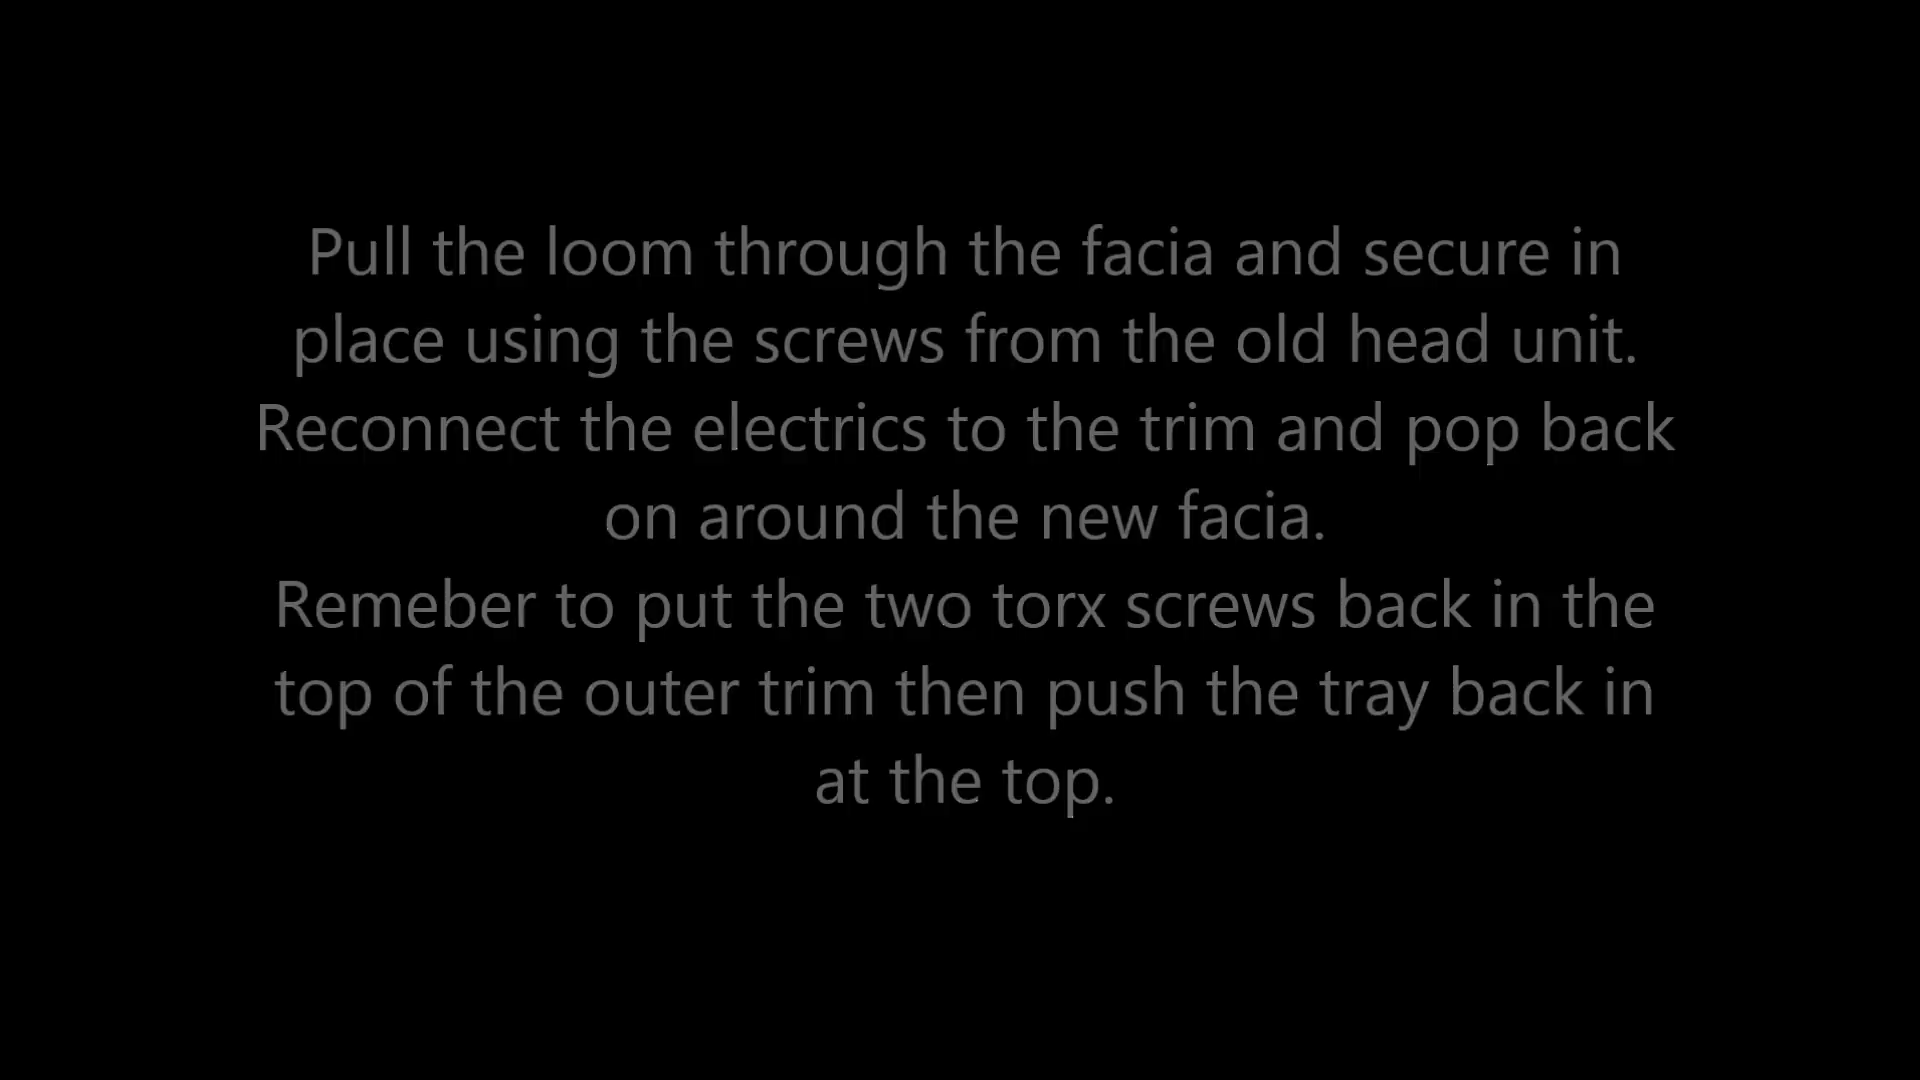 Pull the loom through the facia and secure in
place using the screws from the old head unit.
Reconnect the electrics to the trim and pop back
on around the new facia.
Remeber to put the two torx screws back in the
top of the outer trim then push the tray back in
at the top.